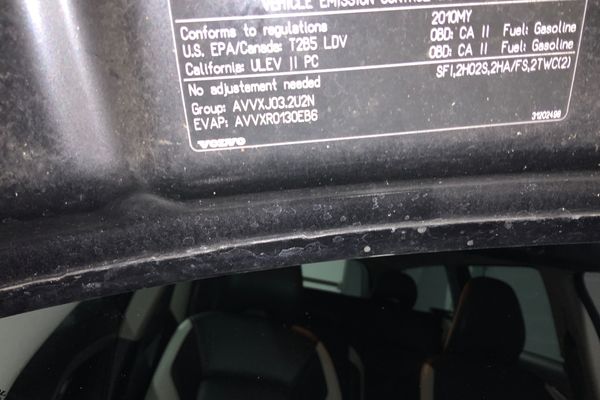 VEHICLE EMISSION CONTROL
Conforms to regulations 2010MY
U.S. EPA/Canada: T2B5 LDV OBD: CA II Fuel: Gasoline
California: ULEV II PC OBD: CA II Fuel: Gasoline
No adjustement needed SFI,2HO2S,2HA/FS,2TWC(2)
Group: AVVXJ03.2U2N
EVAP: AVVXR0130EB6
VOLVO 31202498